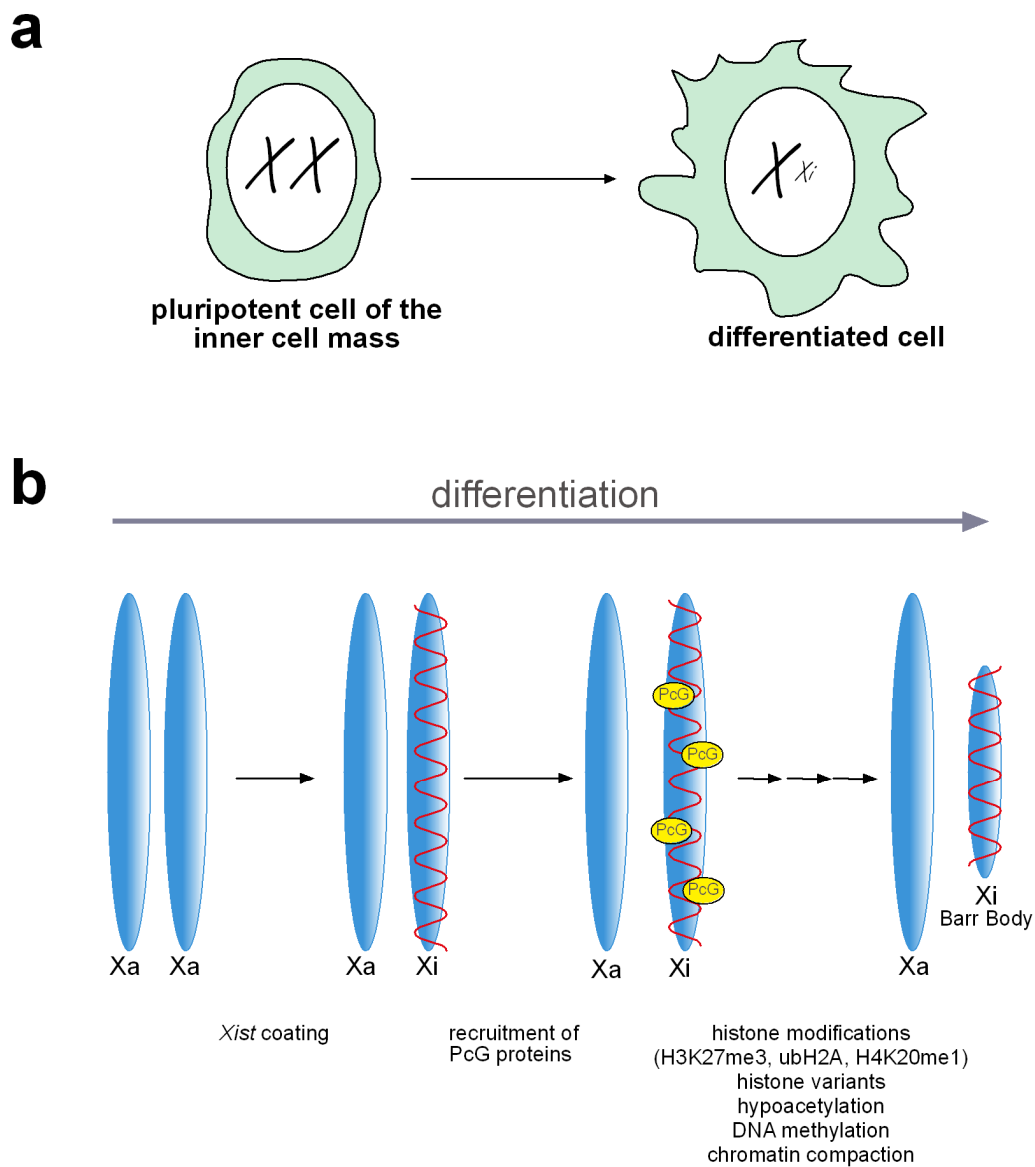 a
X X
X Xi
pluripotent cell of the
inner cell mass
differentiated cell
b
differentiation
PcG
PcG
PcG
PcG
Xa
Xa
Xa
Xi
Xa
Xi
Xa
Xi
Barr Body
Xist coating
recruitment of
PcG proteins
histone modifications
(H3K27me3, ubH2A, H4K20me1)
histone variants
hypoacetylation
DNA methylation
chromatin compaction